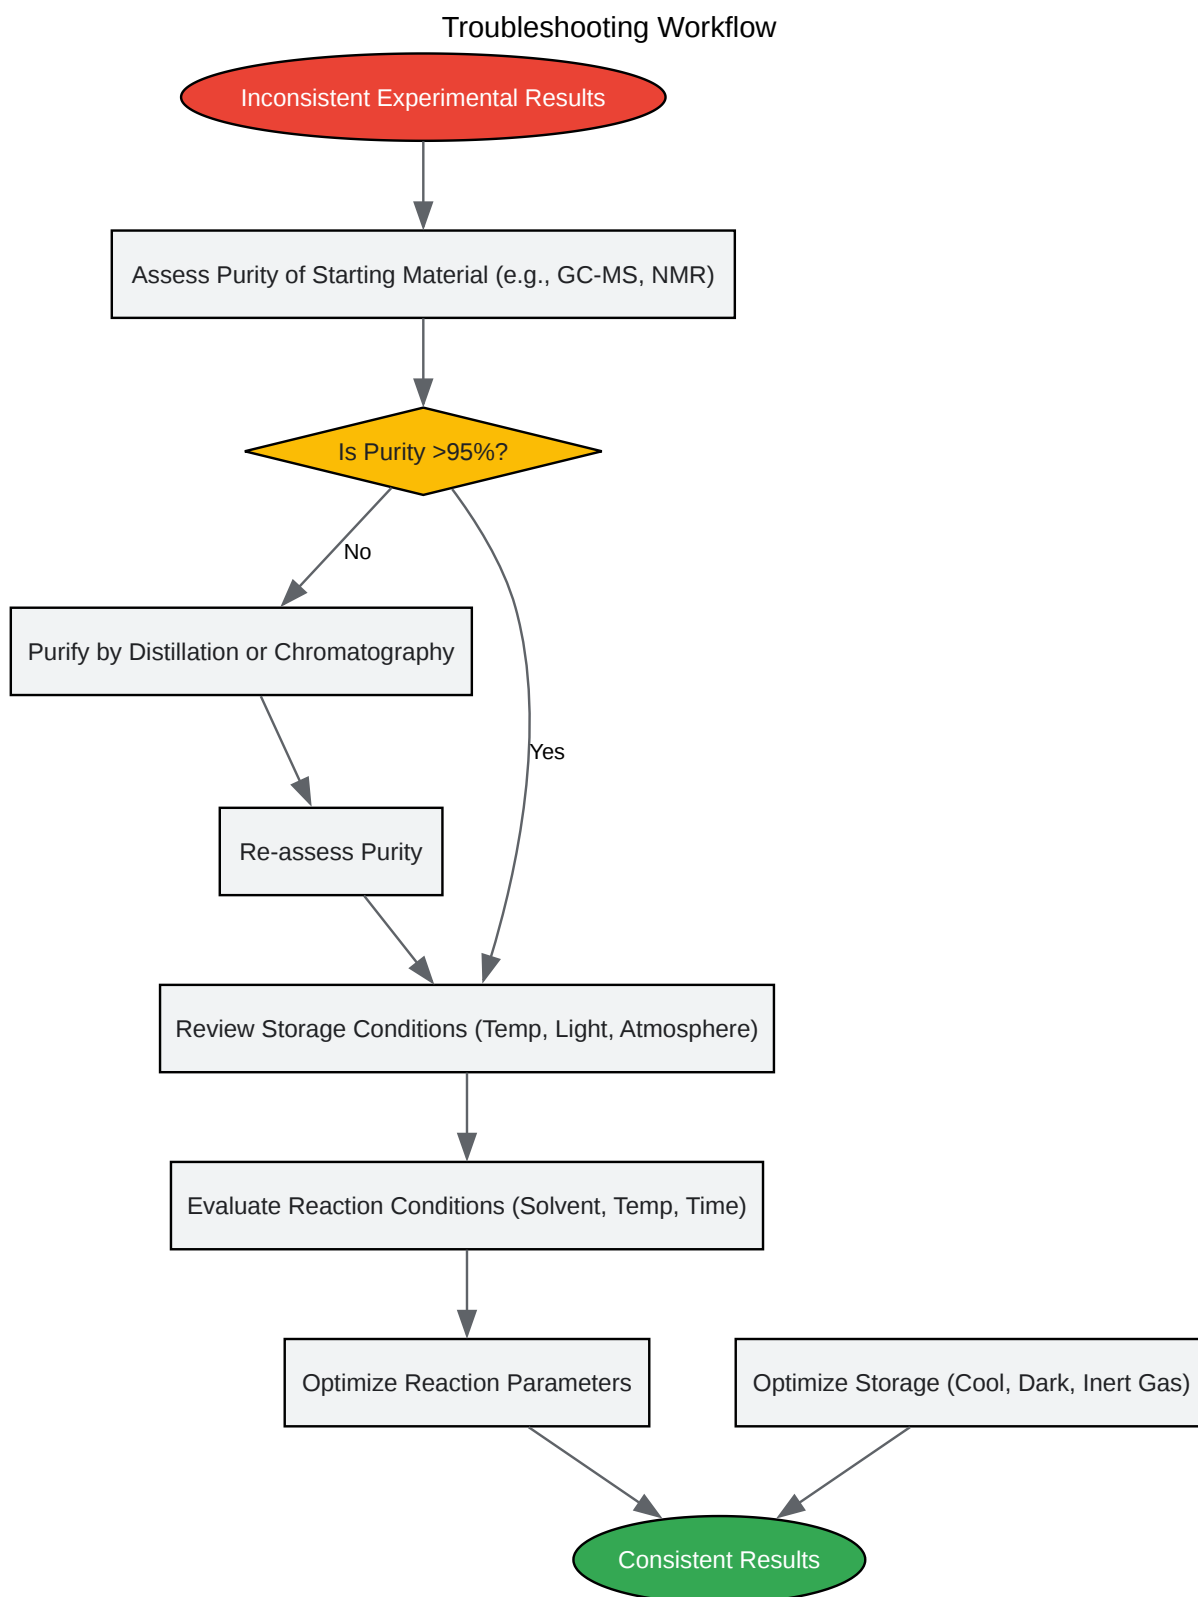 Troubleshooting Workflow
Inconsistent Experimental Results
Assess Purity of Starting Material (e.g., GC-MS, NMR)
Is Purity >95%?
No
Purify by Distillation or Chromatography
Yes
Re-assess Purity
Review Storage Conditions (Temp, Light, Atmosphere)
Evaluate Reaction Conditions (Solvent, Temp, Time)
Optimize Reaction Parameters
Optimize Storage (Cool, Dark, Inert Gas)
Consistent Results